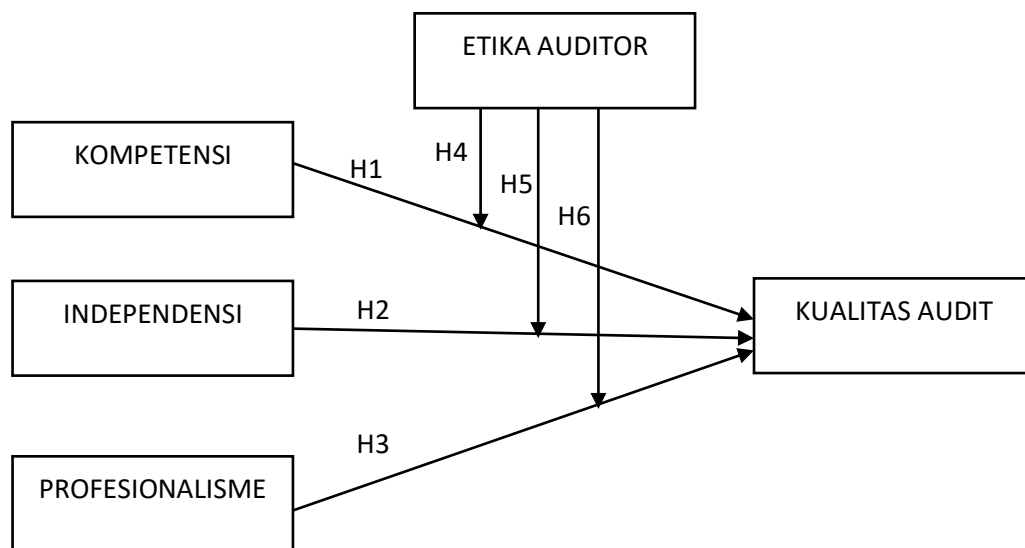 ETIKA AUDITOR
KOMPETENSI
H1
H4
H5
H6
INDEPENDENSI
H2
KUALITAS AUDIT
H3
PROFESIONALISME